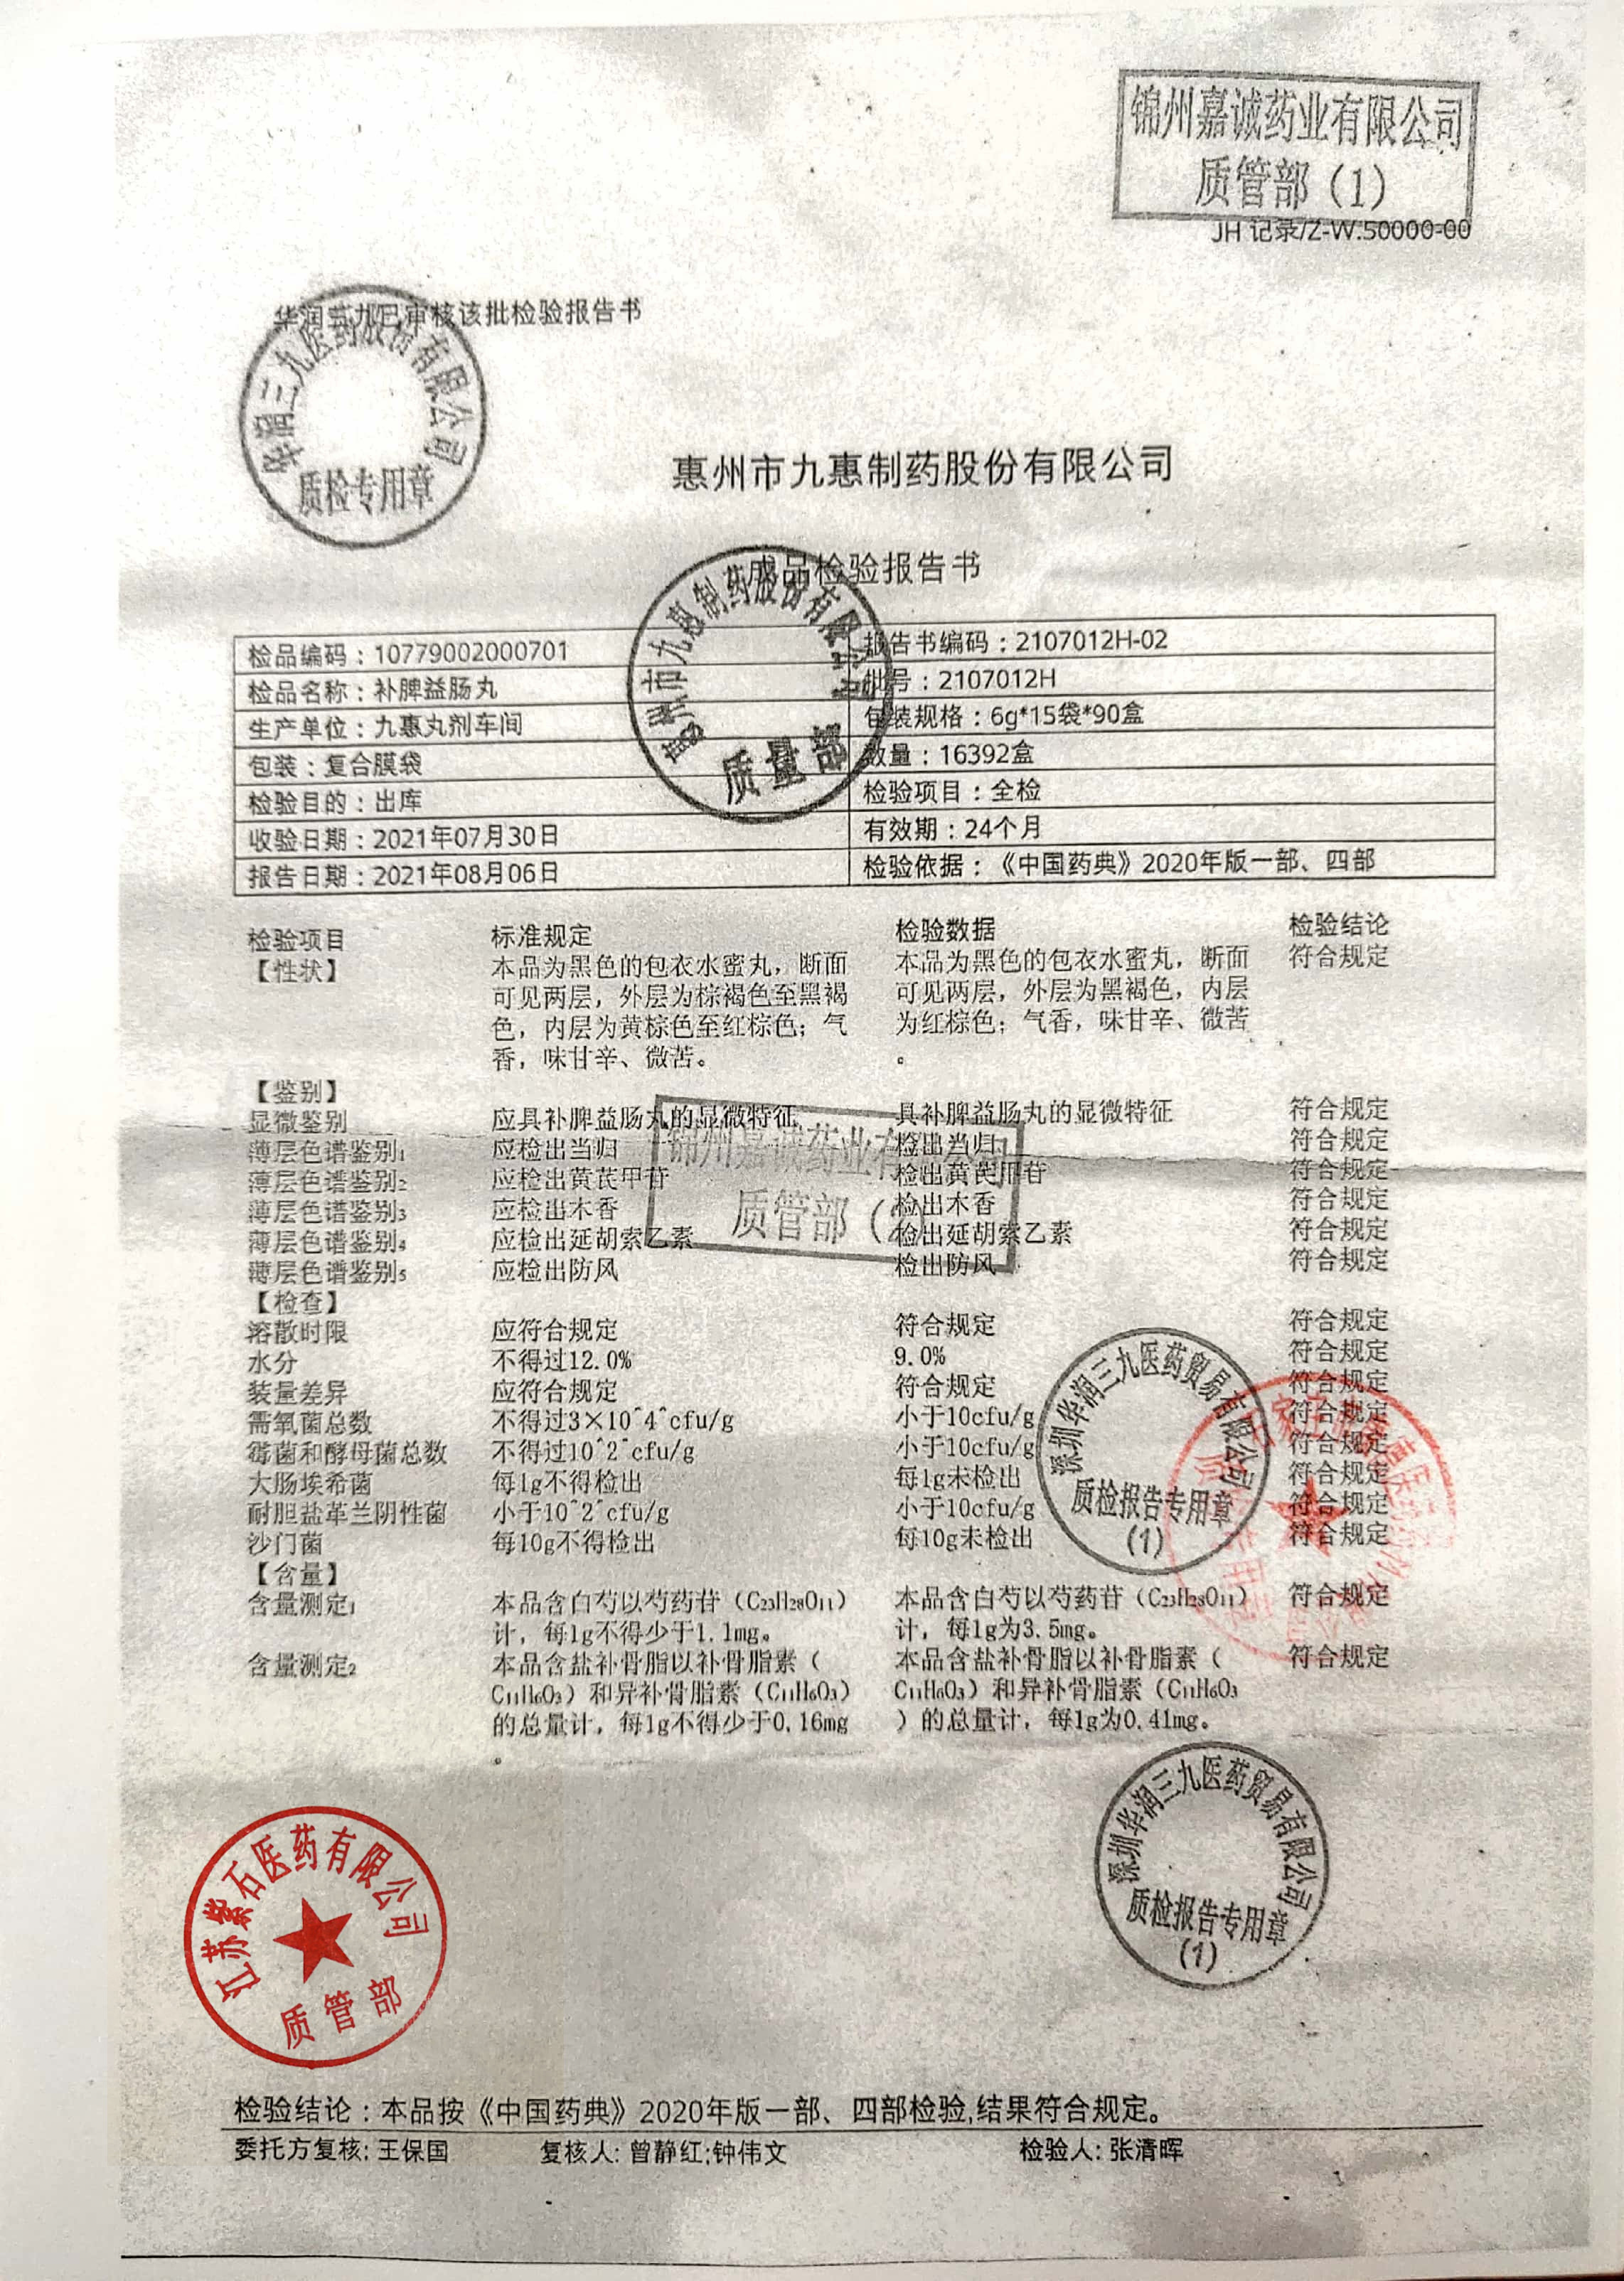 锦州嘉诚药业有限公司
质管部（1）
JH 记录/Z-W.50000-00
华润三九已审核该批检验报告书
华润三九医药股份有限公司
质检专用章
惠州市九惠制药股份有限公司
成品检验报告书
惠州市九惠制药股份有限公司
质量部
检品编码：10779002000701 报告书编码：2107012H-02
检品名称：补脾益肠丸 批号：2107012H
生产单位：九惠丸剂车间 包装规格：6g*15袋*90盒
包装：复合膜袋 数量：16392盒
检验目的：出库 检验项目：全检
收验日期：2021年07月30日 有效期：24个月
报告日期：2021年08月06日 检验依据：《中国药典》2020年版一部、四部
检验项目 标准规定 检验数据 检验结论
【性状】 本品为黑色的包衣水蜜丸，断面 本品为黑色的包衣水蜜丸，断面 符合规定
可见两层，外层为棕褐色至黑褐 可见两层，外层为黑褐色，内层
色，内层为黄棕色至红棕色；气 为红棕色；气香，味甘辛、微苦
香，味甘辛、微苦。 。
【鉴别】
显微鉴别 应具补脾益肠丸的显微特征 具补脾益肠丸的显微特征 符合规定
薄层色谱鉴别1 应检出当归 检出当归 符合规定
薄层色谱鉴别2 应检出黄芪甲苷 检出黄芪甲苷 符合规定
薄层色谱鉴别3 应检出木香 检出木香 符合规定
薄层色谱鉴别4 应检出延胡索乙素 检出延胡索乙素 符合规定
薄层色谱鉴别5 应检出防风 检出防风 符合规定
锦州嘉诚药业有
质管部（2
【检查】
溶散时限 应符合规定 符合规定 符合规定
水分 不得过12.0% 9.0% 符合规定
装量差异 应符合规定 符合规定 符合规定
需氧菌总数 不得过3×10^4^cfu/g 小于10cfu/g 符合规定
霉菌和酵母菌总数 不得过10^2^cfu/g 小于10cfu/g 符合规定
大肠埃希菌 每1g不得检出 每1g未检出 符合规定
耐胆盐革兰阴性菌 小于10^2^cfu/g 小于10cfu/g 符合规定
沙门菌 每10g不得检出 每10g未检出 符合规定
深圳华润三九医药贸易有限公司
质检报告专用章
(1)
【含量】
含量测定1 本品含白芍以芍药苷（C23H28O11） 本品含白芍以芍药苷（C23H28O11） 符合规定
计，每1g不得少于1.1mg。 计，每1g为3.5mg。
含量测定2 本品含盐补骨脂以补骨脂素（ 本品含盐补骨脂以补骨脂素（ 符合规定
C11H6O3）和异补骨脂素（C11H6O3） C11H6O3）和异补骨脂素（C11H6O3
的总量计，每1g不得少于0.16mg ）的总量计，每1g为0.41mg。
。
深圳华润三九医药贸易有限公司
质检报告专用章
(1)
江苏紫石医药有限公司
质管部
检验结论：本品按《中国药典》2020年版一部、四部检验,结果符合规定。
委托方复核: 王保国 复核人: 曾静红;钟伟文 检验人: 张清晖